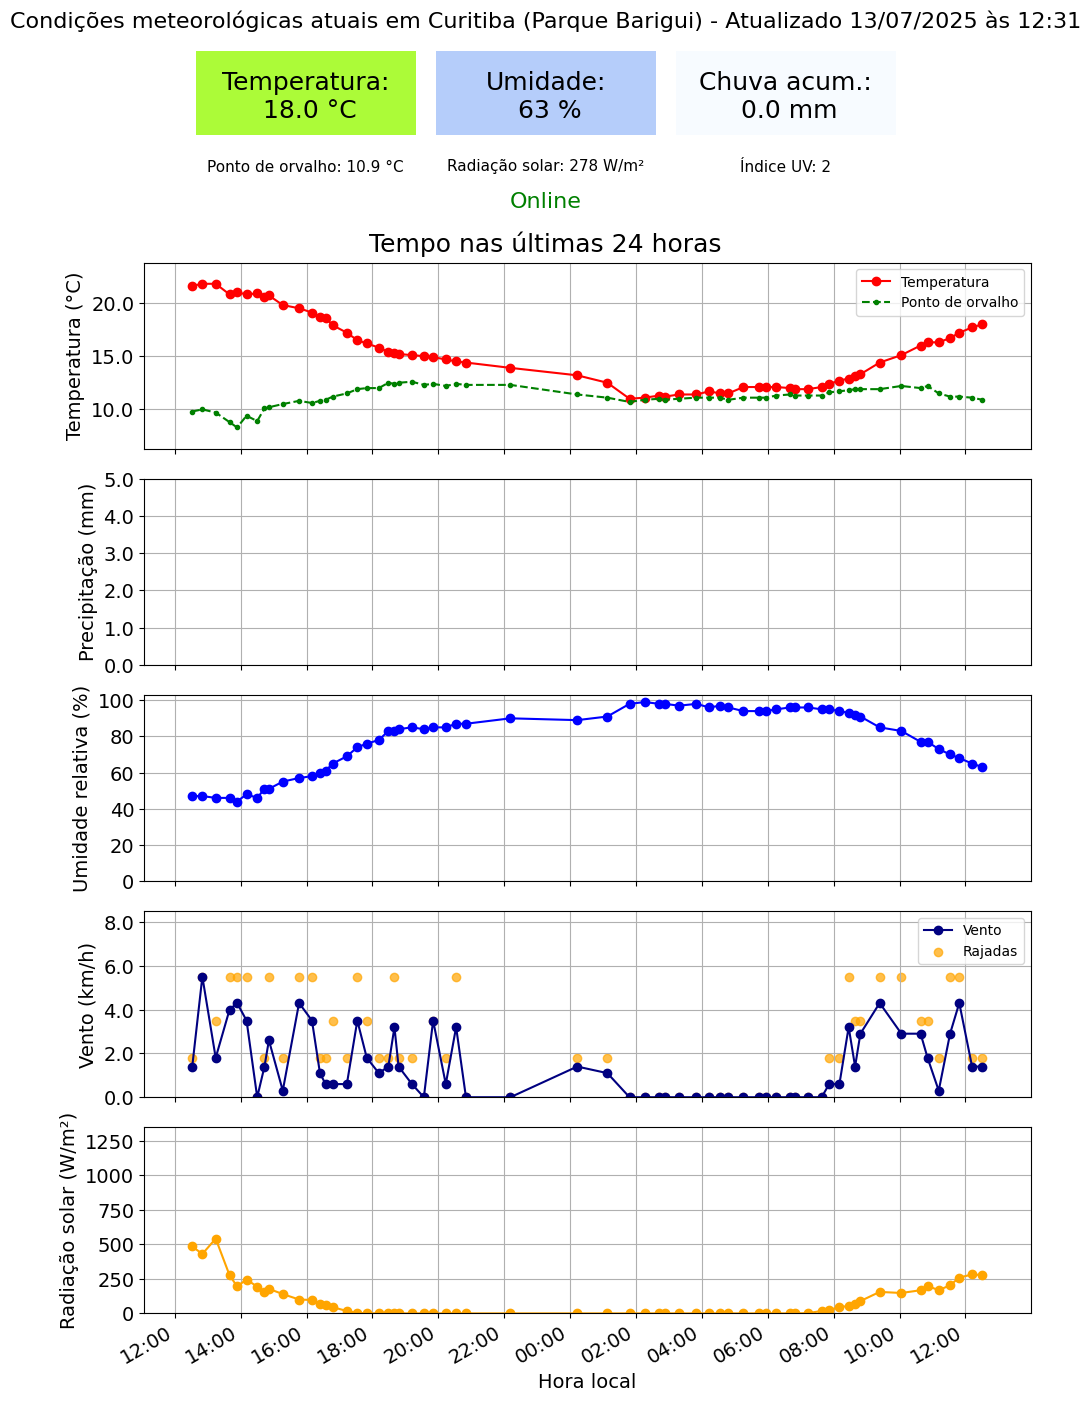 Condições meteorológicas atuais em Curitiba (Parque Barigui) - Atualizado 13/07/2025 às 12:31
Temperatura:
18.0 °C
Umidade:
63 %
Chuva acum.:
0.0 mm
Ponto de orvalho: 10.9 °C
Radiação solar: 278 W/m²
Índice UV: 2
Online
Tempo nas últimas 24 horas
Temperatura (°C)
20.0
15.0
10.0
Temperatura
Ponto de orvalho
Precipitação (mm)
5.0
4.0
3.0
2.0
1.0
0.0
Umidade relativa (%)
100
80
60
40
20
0
Vento (km/h)
8.0
6.0
4.0
2.0
0.0
Vento
Rajadas
Radiação solar (W/m²)
1250
1000
750
500
250
0
12:00
14:00
16:00
18:00
20:00
22:00
00:00
02:00
04:00
06:00
08:00
10:00
12:00
Hora local